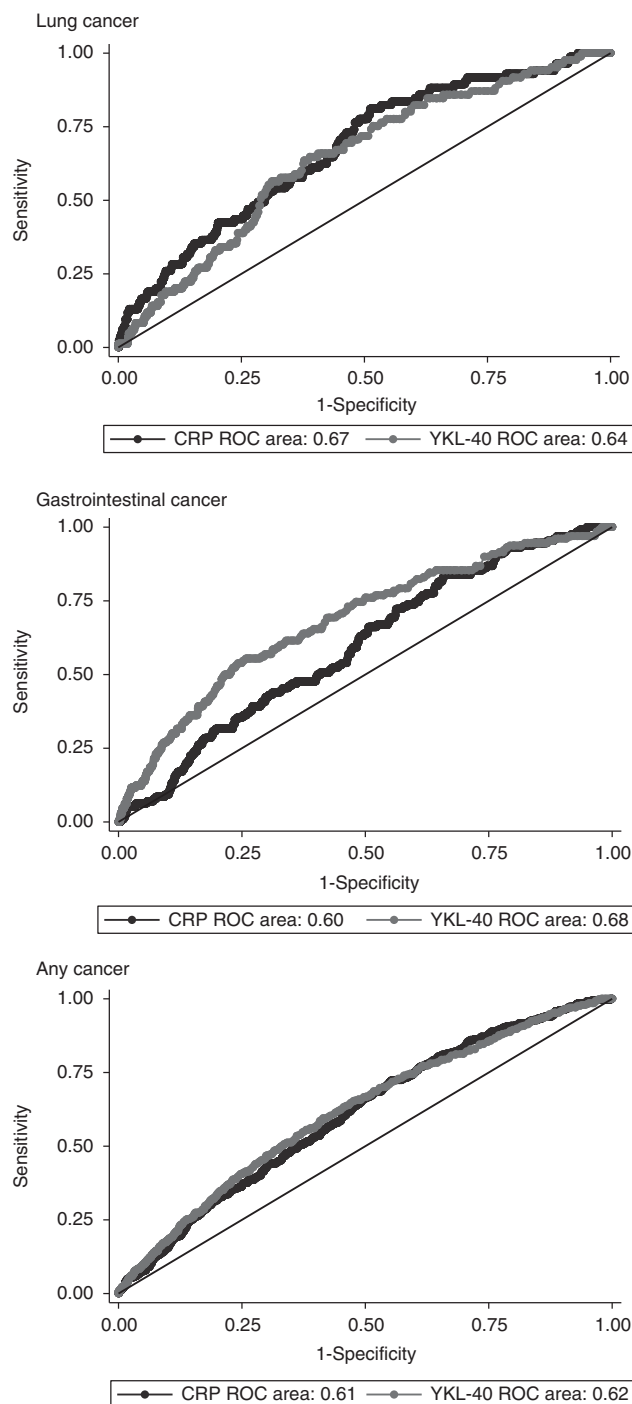 Lung cancer
1.00
0.75
0.50
0.25
0.00
Sensitivity
0.00 0.25 0.50 0.75 1.00
1-Specificity
CRP ROC area: 0.67 YKL-40 ROC area: 0.64
Gastrointestinal cancer
1.00
0.75
0.50
0.25
0.00
Sensitivity
0.00 0.25 0.50 0.75 1.00
1-Specificity
CRP ROC area: 0.60 YKL-40 ROC area: 0.68
Any cancer
1.00
0.75
0.50
0.25
0.00
Sensitivity
0.00 0.25 0.50 0.75 1.00
1-Specificity
CRP ROC area: 0.61 YKL-40 ROC area: 0.62